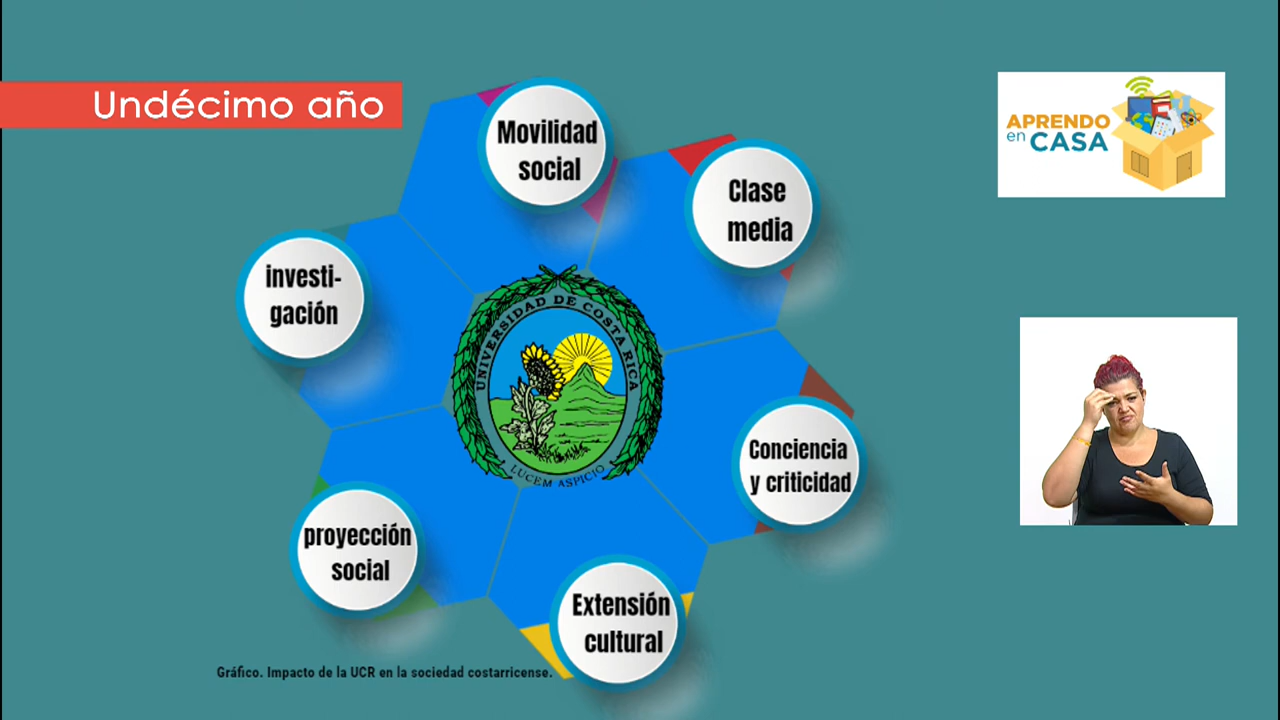 Undécimo año
APRENDO
en CASA
Movilidad
social
Clase
media
investi-
gación
UNIVERSIDAD DE COSTA RICA
LUCEM ASPICIO
Conciencia
y criticidad
proyección
social
Extensión
cultural
Gráfico. Impacto de la UCR en la sociedad costarricense.